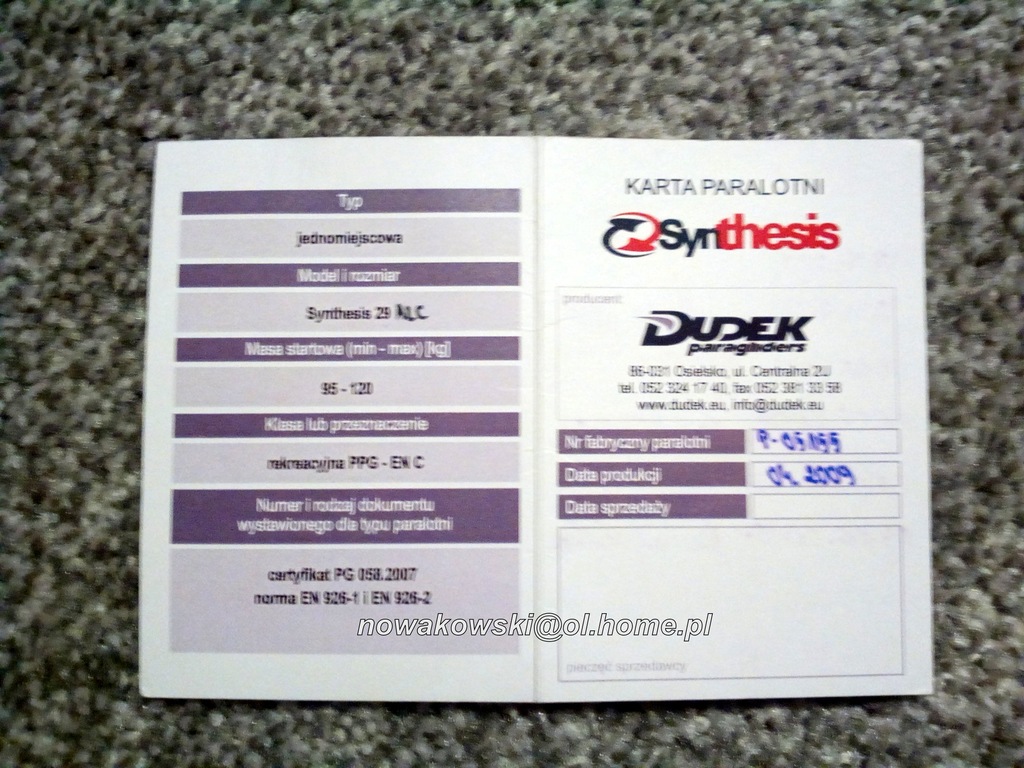 Typ
jednomiejscowa
Model i rozmiar
Synthesis 29 ALC
Masa startowa (min - max) [kg]
95 - 120
Klasa lub przeznaczenie
rekreacyjna PPG - EN C
Numer i rodzaj dokumentu
wystawionego dla typu paralotni
certyfikat PG 058.2007
norma EN 926-1 i EN 926-2
KARTA PARALOTNI
Synthesis
producent
DUDEK
paragliders
86-031 Osielsko, ul. Centralna 2U
tel. 052 324 17 40, fax 052 381 33 58
www.dudek.eu, info@dudek.eu
Nr fabryczny paralotni
Data produkcji 04.2009
Data sprzedaży
pieczęć sprzedawcy
nowakowski@ol.home.pl